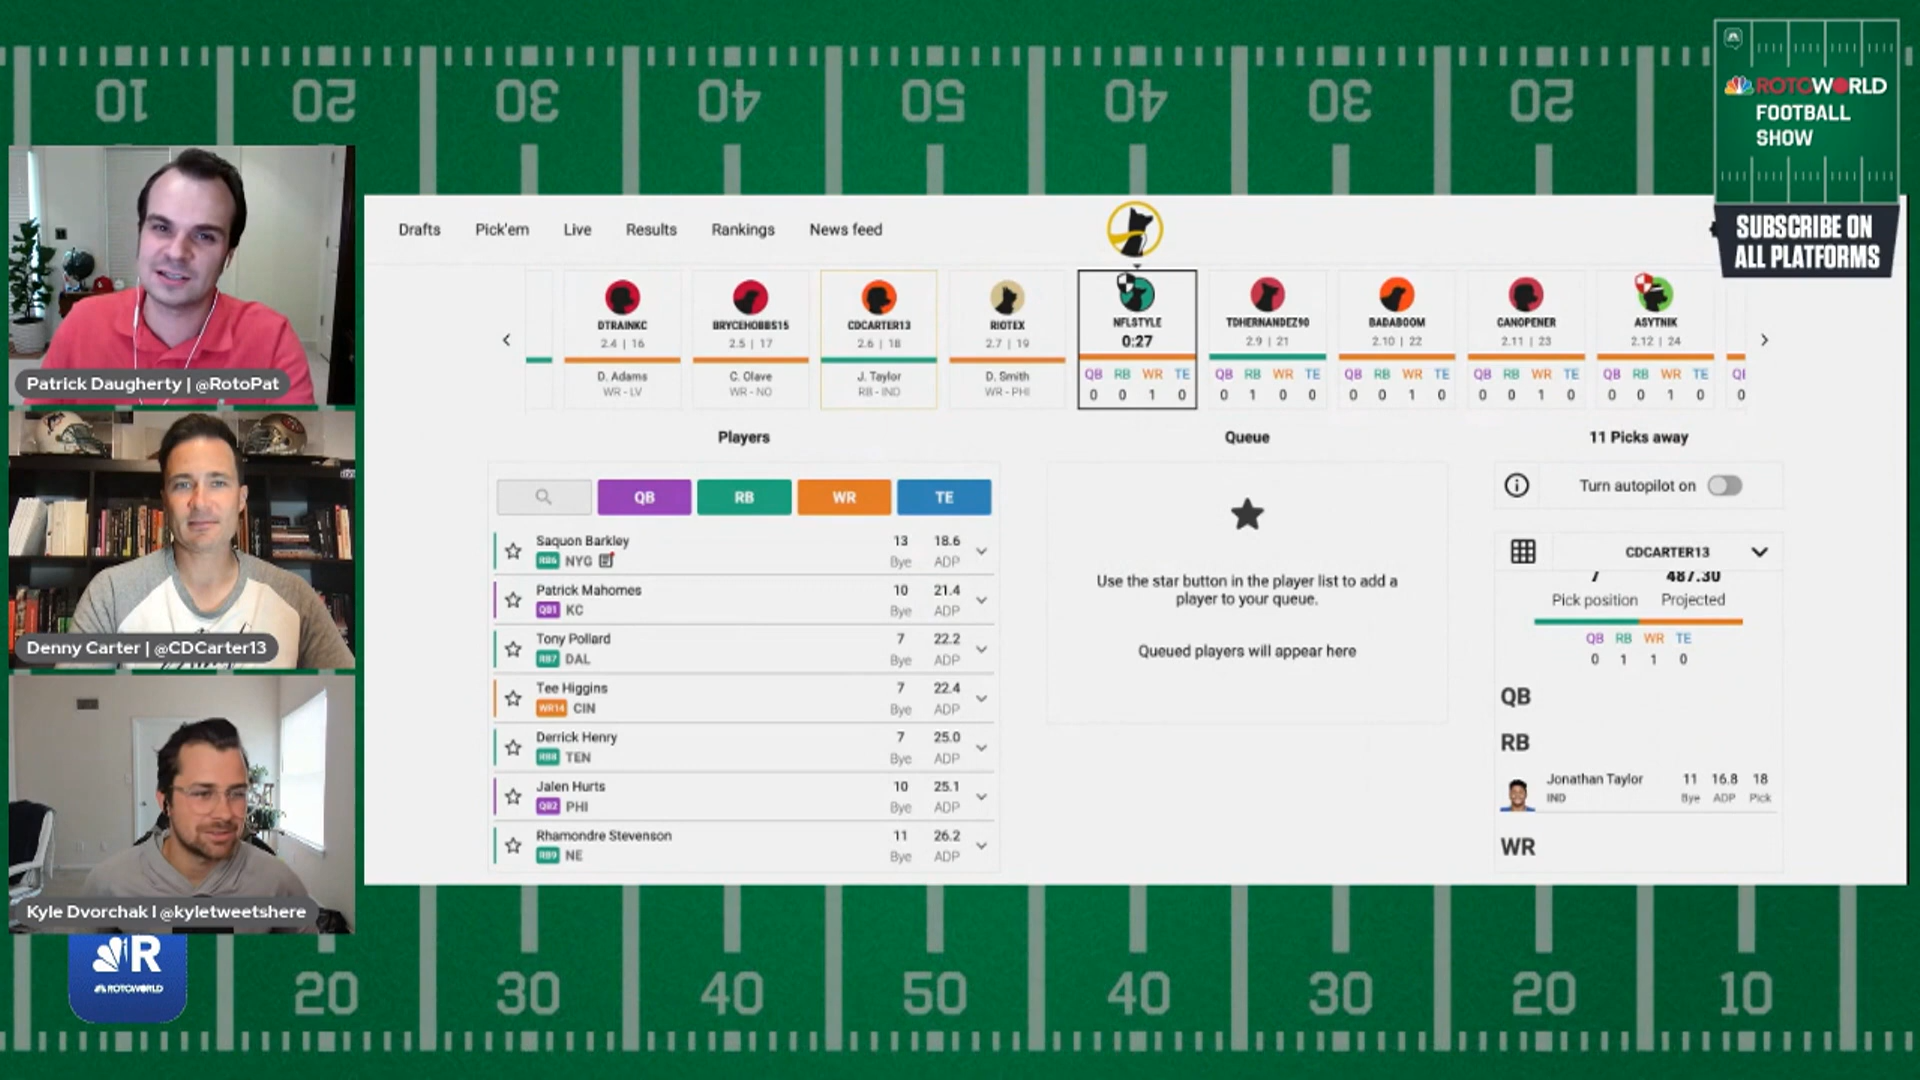 10 20 30 40 50 40 30 20
ROTOWORLD
FOOTBALL
SHOW
SUBSCRIBE ON
ALL PLATFORMS
Patrick Daugherty | @RotoPat
Denny Carter | @CDCarter13
Kyle Dvorchak I @kyletweetshere
R
ROTOWORLD
Drafts Pick'em Live Results Rankings News feed
DTRAINKC
2.4 | 16
D. Adams
WR - LV
BRYCEHOBBS15
2.5 | 17
C. Olave
WR - NO
CDCARTER13
2.6 | 18
J. Taylor
RB - IND
RIOTEX
2.7 | 19
D. Smith
WR - PHI
NFLSTYLE
0:27
QB RB WR TE
0 0 1 0
TDHERNANDEZ90
2.9 | 21
QB RB WR TE
0 1 0 0
BADABOOM
2.10 | 22
QB RB WR TE
0 0 1 0
CANOPENER
2.11 | 23
QB RB WR TE
0 0 1 0
ASYTNIK
2.12 | 24
QB RB WR TE
0 0 1 0
0
Players
QB RB WR TE
Saquon Barkley 13 18.6
RB6 NYG Bye ADP
Patrick Mahomes 10 21.4
QB1 KC Bye ADP
Tony Pollard 7 22.2
RB7 DAL Bye ADP
Tee Higgins 7 22.4
WR14 CIN Bye ADP
Derrick Henry 7 25.0
RB8 TEN Bye ADP
Jalen Hurts 10 25.1
QB2 PHI Bye ADP
Rhamondre Stevenson 11 26.2
RB9 NE Bye ADP
Queue
Use the star button in the player list to add a
player to your queue.
Queued players will appear here
11 Picks away
Turn autopilot on
CDCARTER13
7 487.30
Pick position Projected
QB RB WR TE
0 1 1 0
QB
RB
Jonathan Taylor 11 16.8 18
IND Bye ADP Pick
WR
20 30 40 50 40 30 20 10